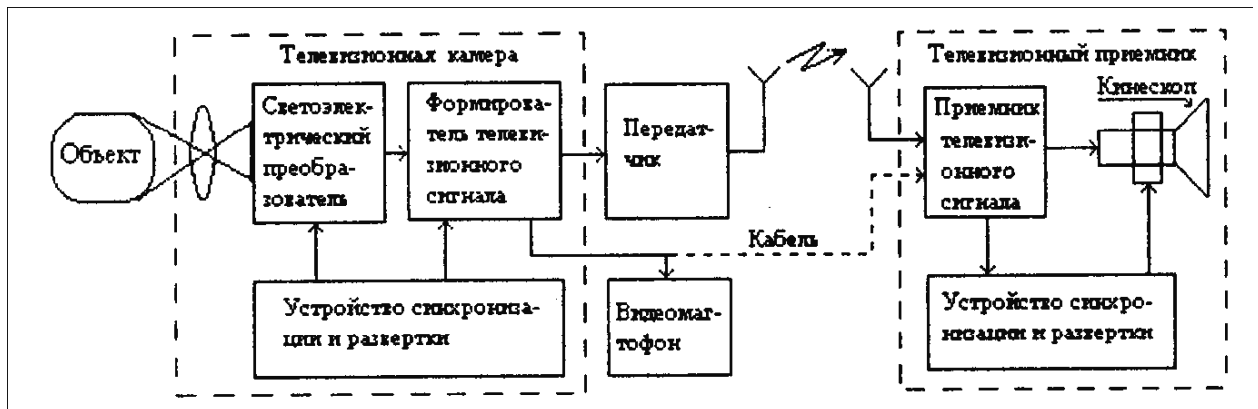 Телевизионная камера
Объект
Светоэлек-
трический
преобра-
зователь
Формирова-
тель телеви-
зионного
сигнала
Устройство синхрониза-
ции и развертки
Передат-
чик
Видеомаг-
тофон
Кабель
Телевизионный приемник
Приемник
телевизи-
онного
сигнала
Кинескоп
Устройство синхро-
низации и развертки